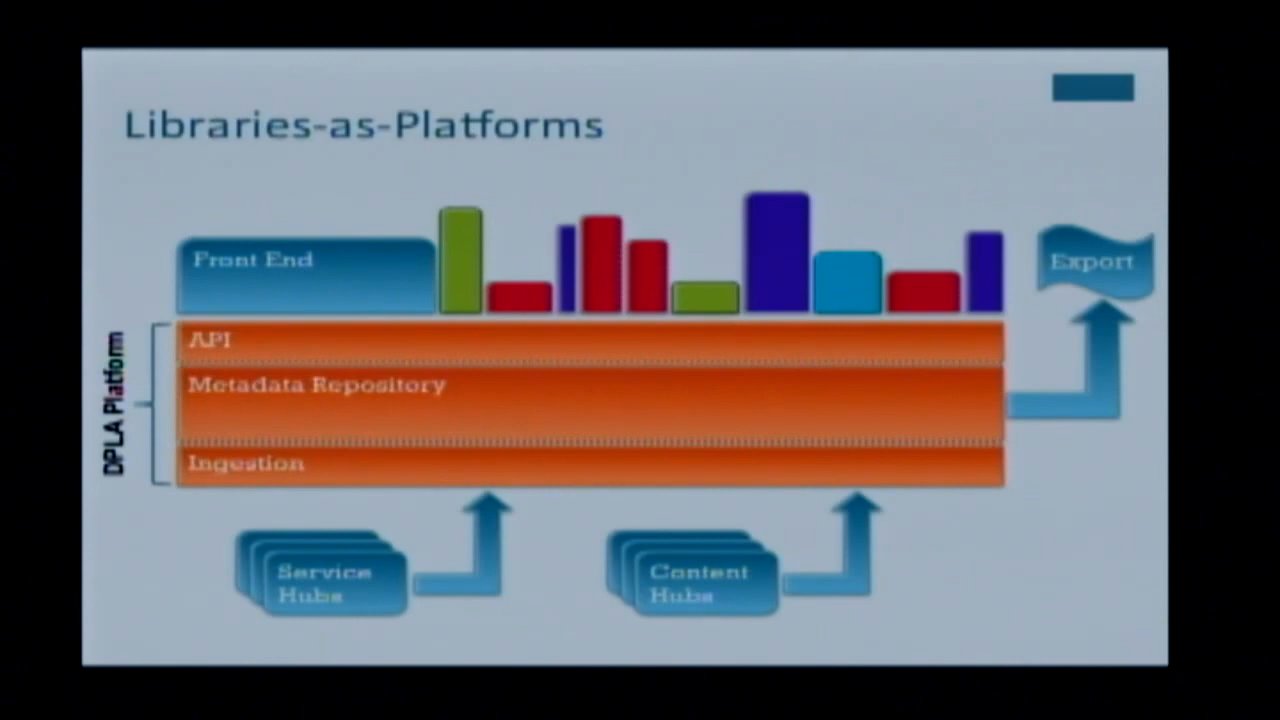 Libraries-as-Platforms
Front End
Export
API
Metadata Repository
Ingestion
DPLA Platform
Service
Hubs
Content
Hubs